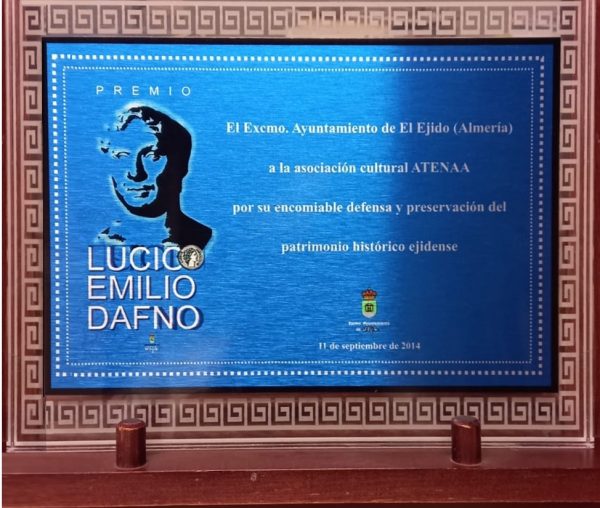 PREMIO
LUCIO
EMILIO
DAFNO
El Excmo. Ayuntamiento de El Ejido (Almería)
a la asociación cultural ATENAA
por su encomiable defensa y preservación del
patrimonio histórico ejidense
11 de septiembre de 2014